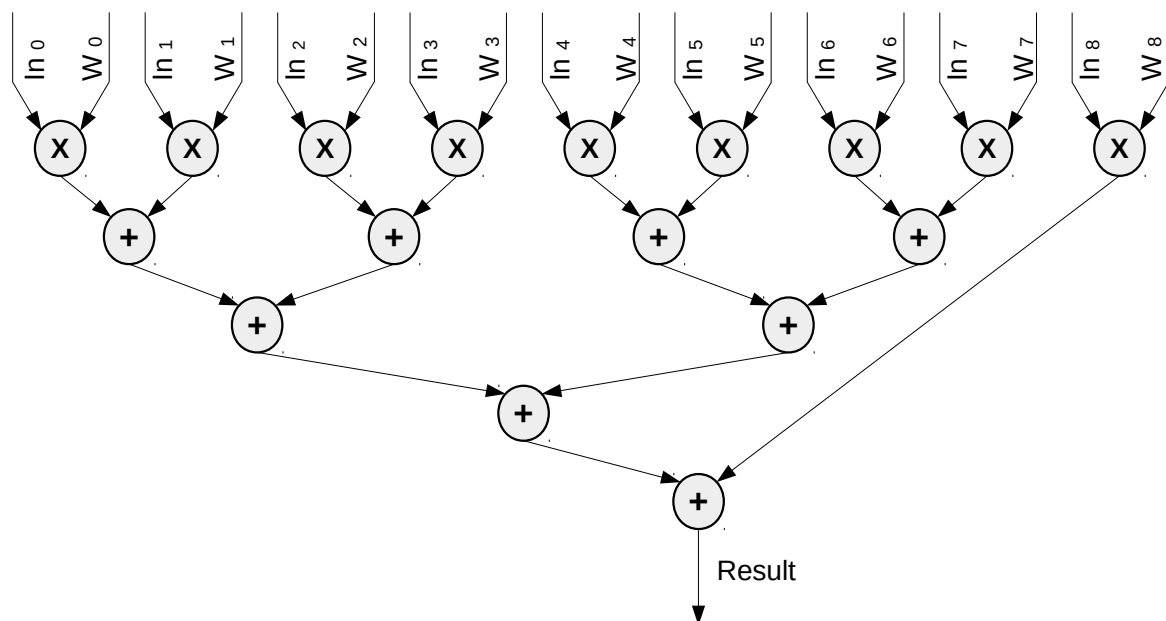 In 0 W 0 In 1 W 1 In 2 W 2 In 3 W 3 In 4 W 4 In 5 W 5 In 6 W 6 In 7 W 7 In 8 W 8
X X X X X X X X X
+ + + +
+ +
+
+
Result